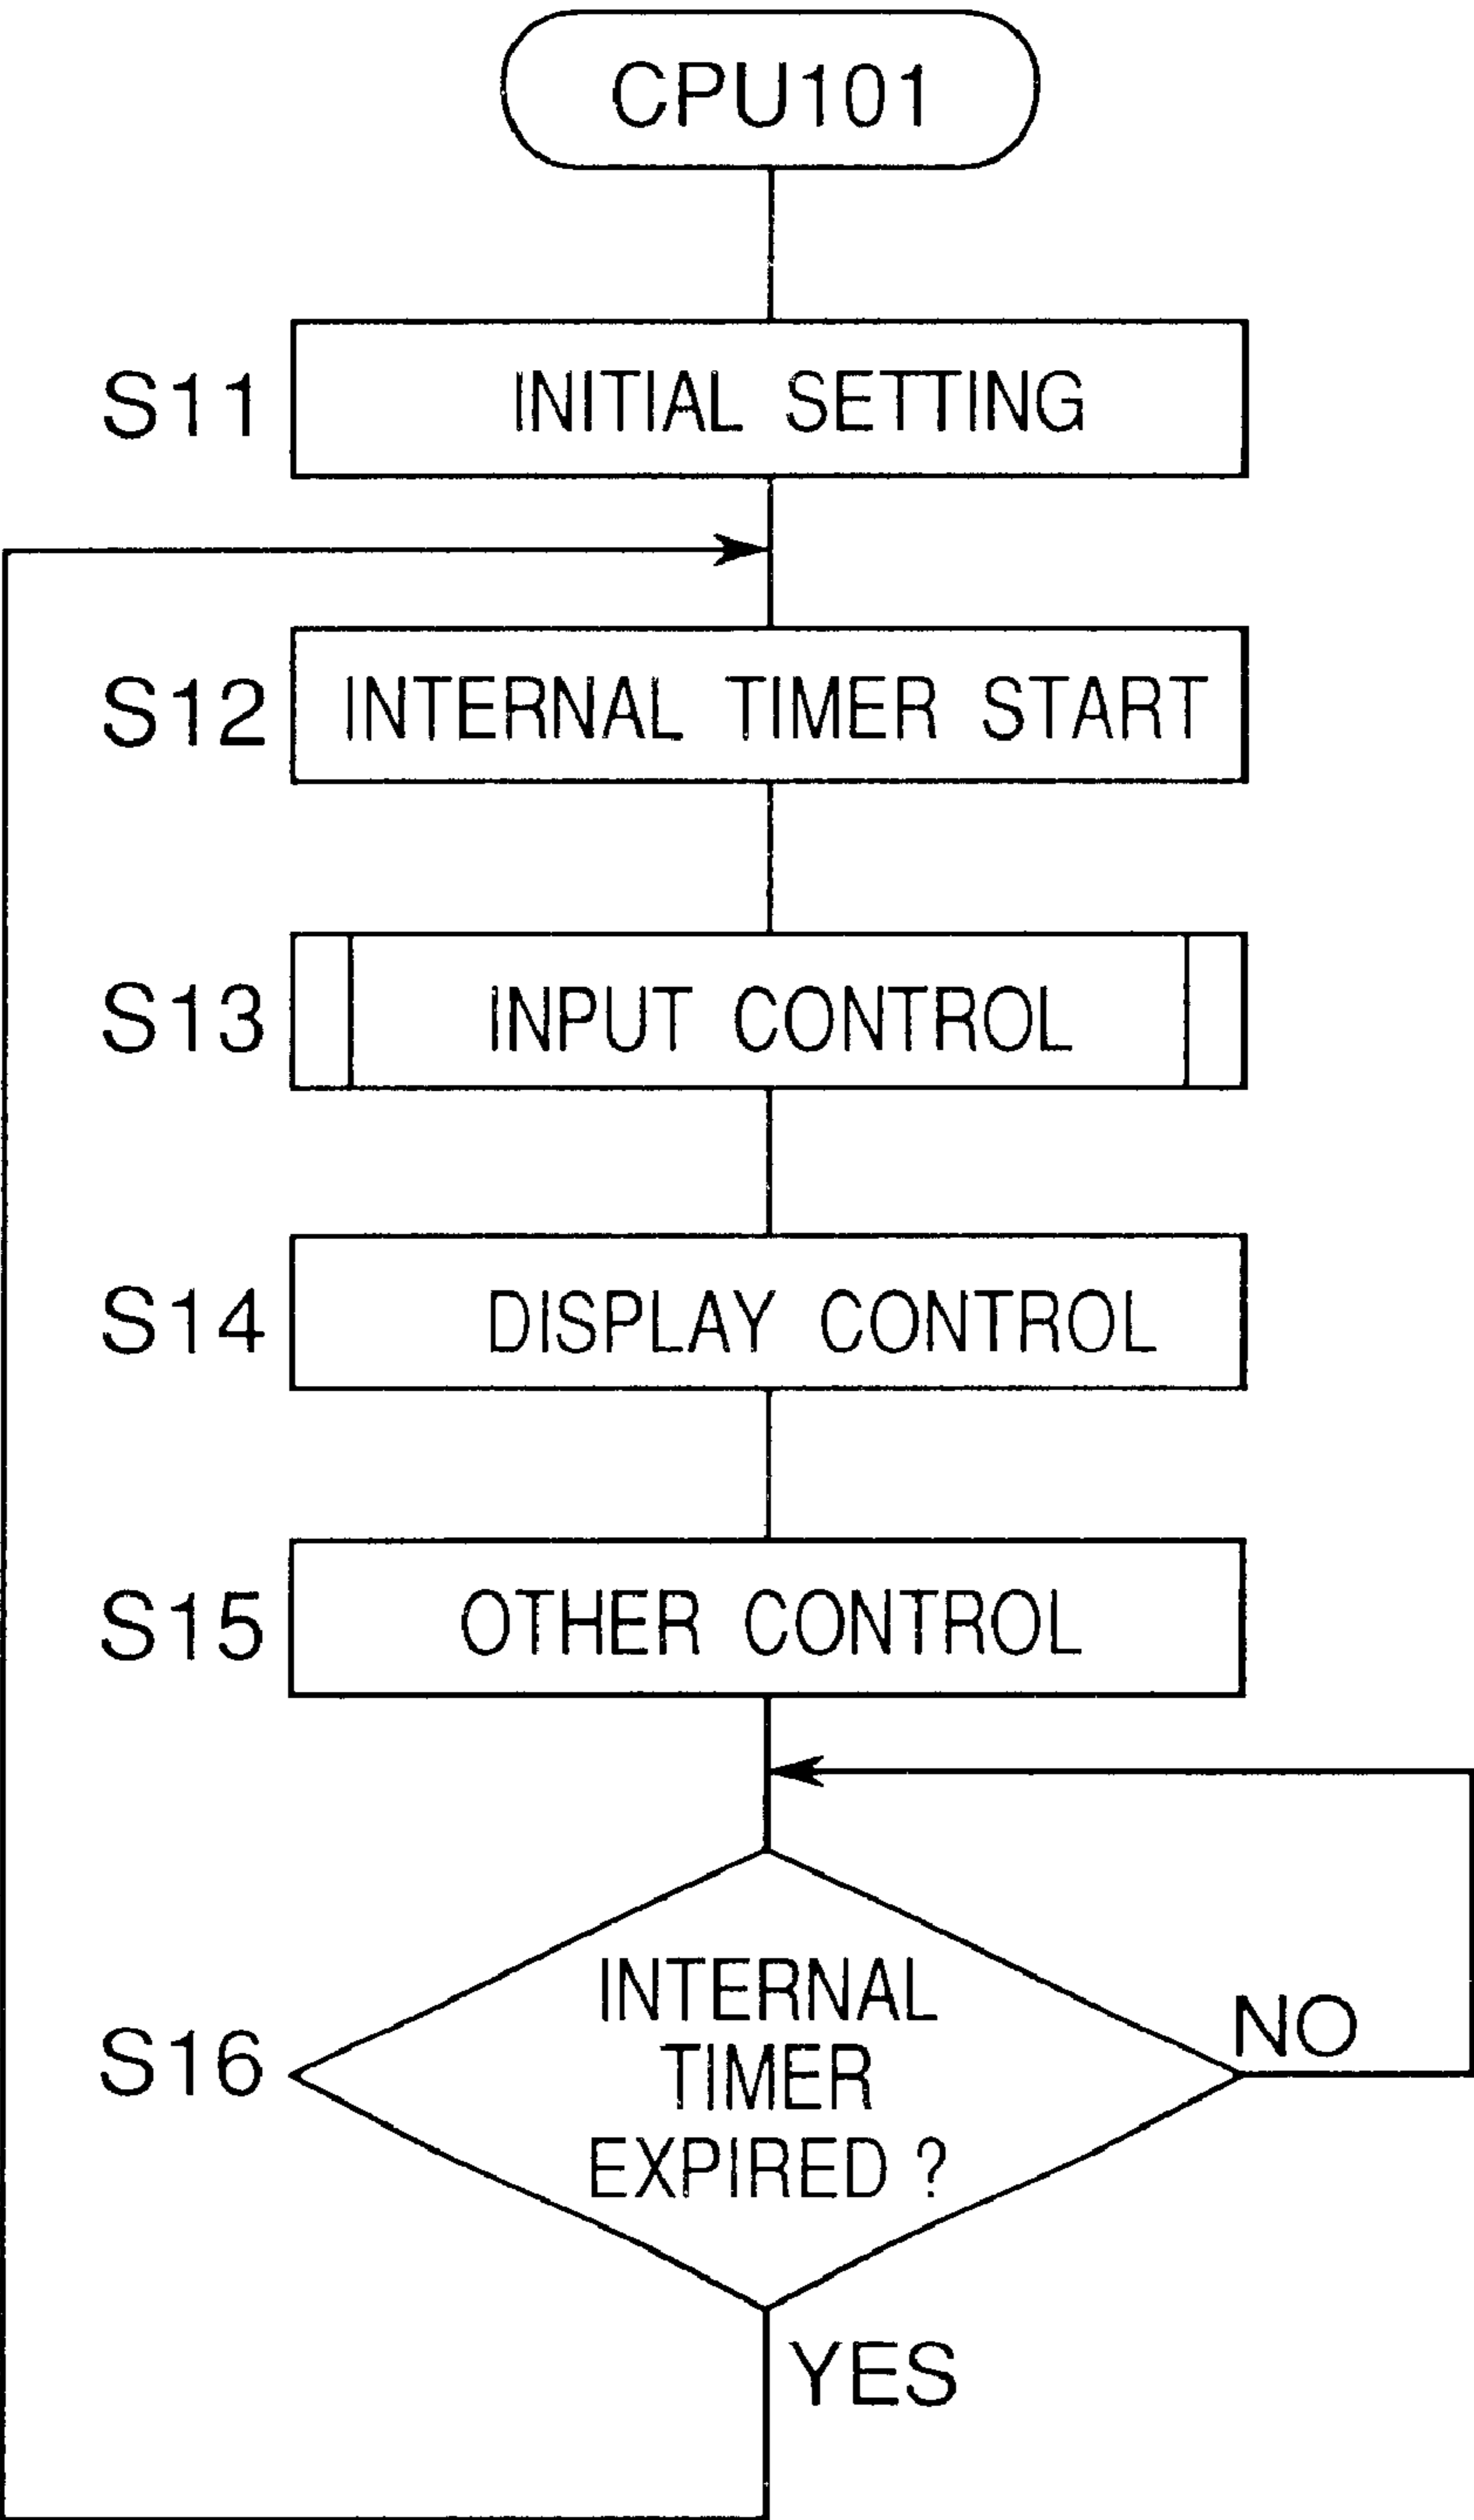 CPU101
S11 INITIAL SETTING
S12 INTERNAL TIMER START
S13 INPUT CONTROL
S14 DISPLAY CONTROL
S15 OTHER CONTROL
INTERNAL
S16 TIMER
EXPIRED ?
NO
YES